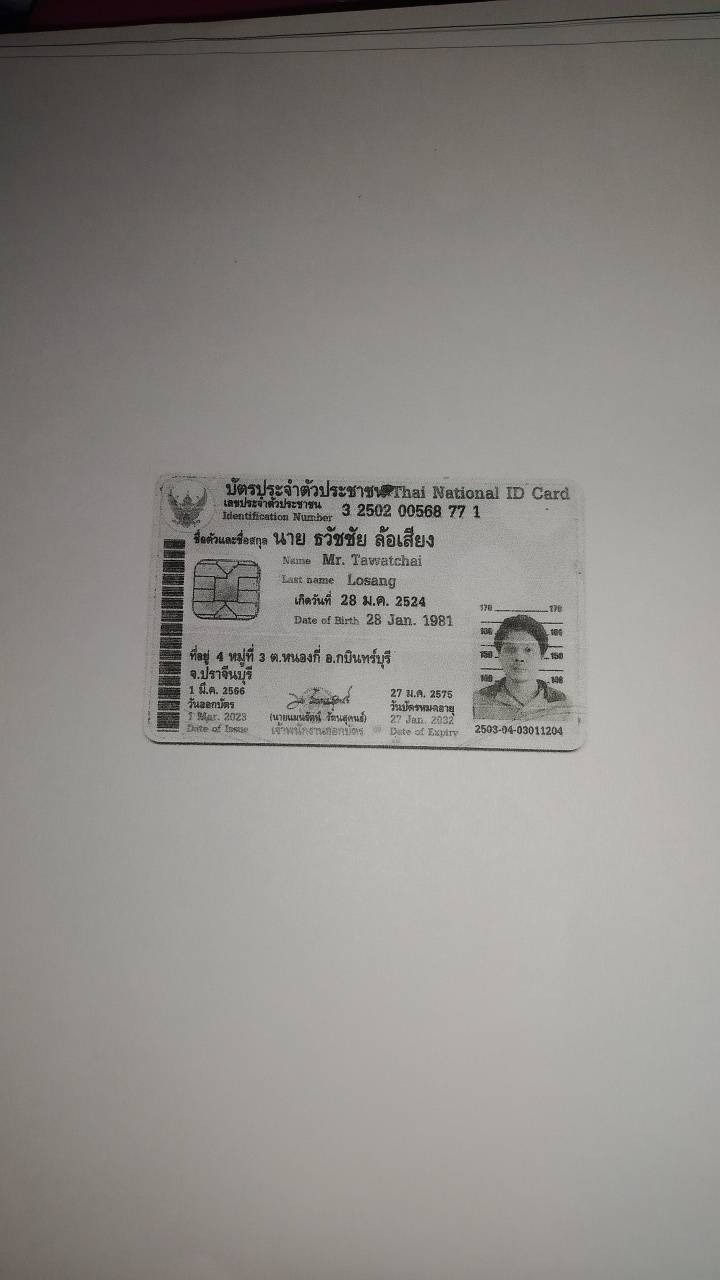 บัตรประจำตัวประชาชน Thai National ID Card
เลขประจำตัวประชาชน
Identification Number 3 2502 00568 77 1
ชื่อตัวและชื่อสกุล นาย ธวัชชัย ล้อเสียง
Name Mr. Tawatchai
Last name Losang
เกิดวันที่ 28 ม.ค. 2524
Date of Birth 28 Jan. 1981
ที่อยู่ 4 หมู่ที่ 3 ต.หนองกี่ อ.กบินทร์บุรี
จ.ปราจีนบุรี
1 มี.ค. 2566
วันออกบัตร
1 Mar. 2023
Date of Issue
เจ้าพนักงานออกบัตร
27 ม.ค. 2575
วันบัตรหมดอายุ
27 Jan. 2032
Date of Expiry
170 170
160 160
150 150
2503-04-03011204